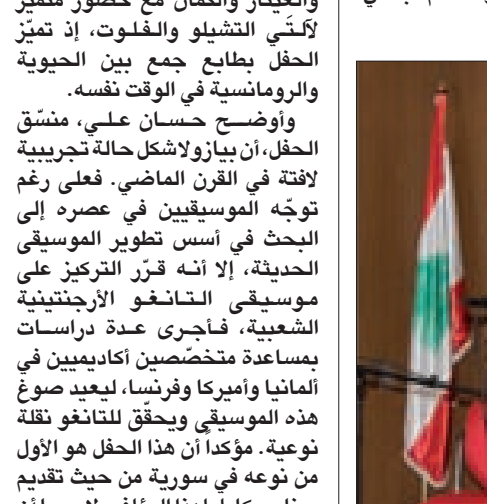 والغيتار والكمان مع حضور متميّز
لآلتَي التشيلو والفلوت، إذ تميّز
الحفل بطابع جمع بين الحيوية
والرومانسية في الوقت نفسه.
وأوضح حسان علي، منسّق
الحفل، أن بيازولا شكل حالة تجريبية
لافتة في القرن الماضي. فعلى رغم
توجّه الموسيقيين في عصره إلى
البحث في أسس تطوير الموسيقى
الحديثة، إلا أنه قرّر التركيز على
موسيقى التانغو الأرجنتينية
الشعبية، فأجرى عدة دراسات
بمساعدة متخصّصين أكاديميين في
ألمانيا وأميركا وفرنسا، ليعيد صوغ
هذه الموسيقى ويحقّق للتانغو نقلة
نوعية. مؤكداً أن هذا الحفل هو الأول
من نوعه في سورية من حيث تقديم